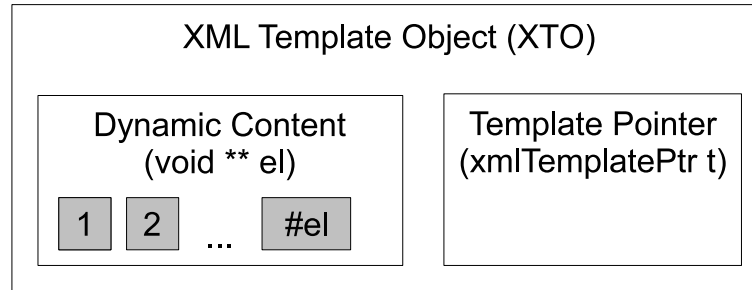 XML Template Object (XTO)
Dynamic Content
(void ** el)
1 2 ... #el
Template Pointer
(xmlTemplatePtr t)